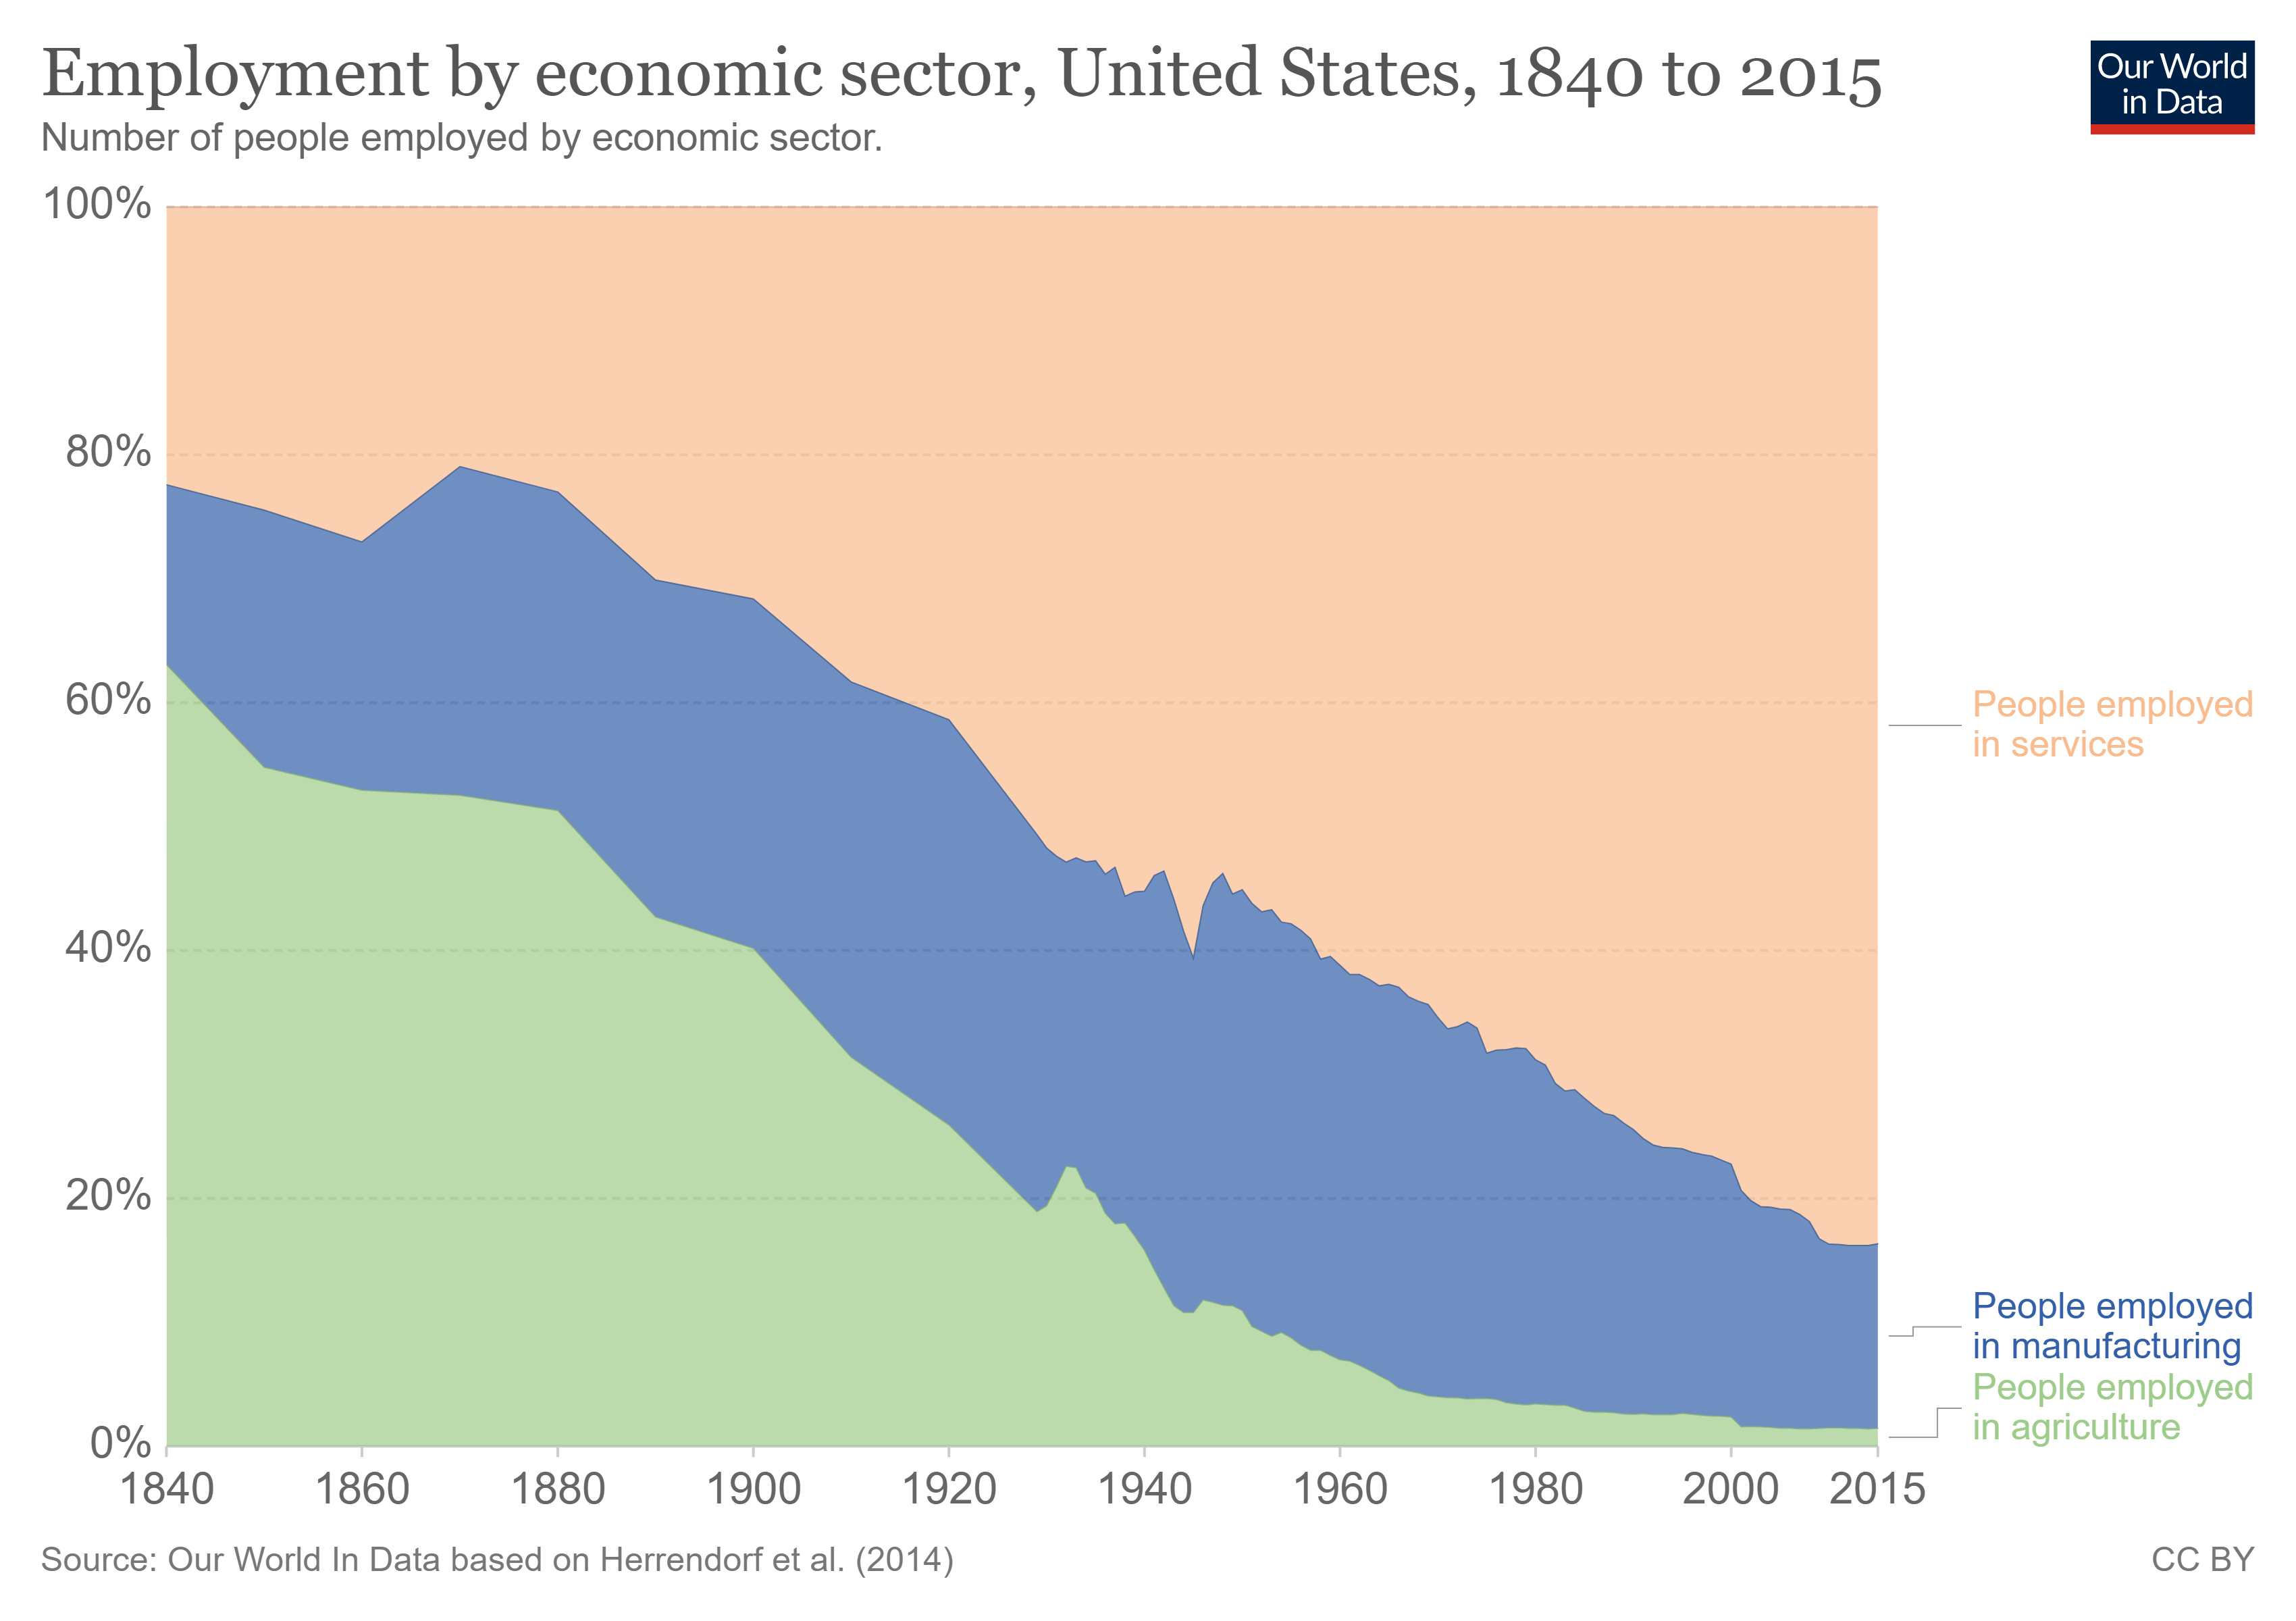 Employment by economic sector, United States, 1840 to 2015
Our World
in Data
Number of people employed by economic sector.
100%
80%
60%
40%
20%
0%
People employed
in services
People employed
in manufacturing
People employed
in agriculture
1840 1860 1880 1900 1920 1940 1960 1980 2000 2015
Source: Our World In Data based on Herrendorf et al. (2014)
CC BY